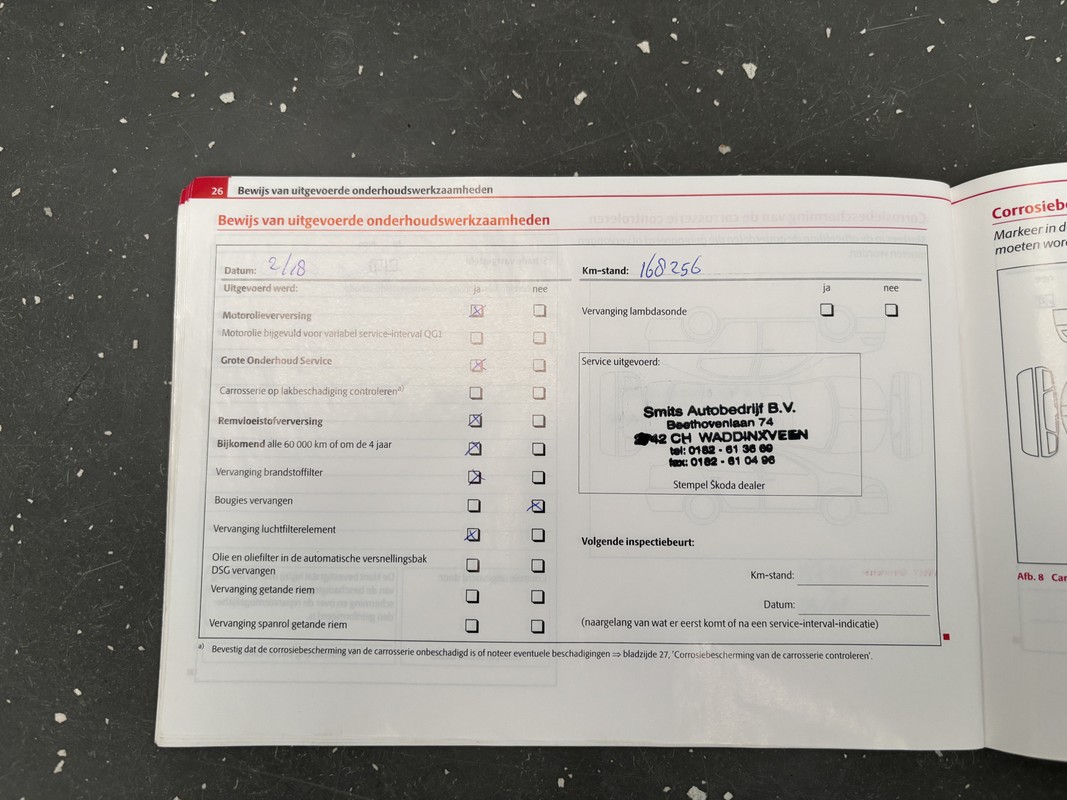 26 Bewijs van uitgevoerde onderhoudswerkzaamheden
Bewijs van uitgevoerde onderhoudswerkzaamheden
Datum: 2/18
Uitgevoerd werd: ja nee
Motorolieverversing
Motorolie bijgevuld voor variabel service-interval QG1
Grote Onderhoud Service
Carrosserie op lakbeschadiging controleren a)
Remvloeistofverversing
Bijkomend alle 60 000 km of om de 4 jaar
Vervanging brandstoffilter
Bougies vervangen
Vervanging luchtfilterelement
Olie en oliefilter in de automatische versnellingsbak
DSG vervangen
Vervanging getande riem
Vervanging spanrol getande riem
Km-stand: 168256
ja nee
Vervanging lambdasonde
Service uitgevoerd:
Smits Autobedrijf B.V.
Beethovenlaan 74
42 CH WADDINXVEEN
tel: 0182 - 61 36 69
fax: 0182 - 61 04 96
Stempel Škoda dealer
Volgende inspectiebeurt:
Km-stand:
Datum:
(naargelang van wat er eerst komt of na een service-interval-indicatie)
a) Bevestig dat de corrosiebescherming van de carrosserie onbeschadigd is of noteer eventuele beschadigingen ⇒ bladzijde 27, 'Corrosiebescherming van de carrosserie controleren'.
Corrosiebe
Markeer in d
moeten wor
Afb. 8 Car